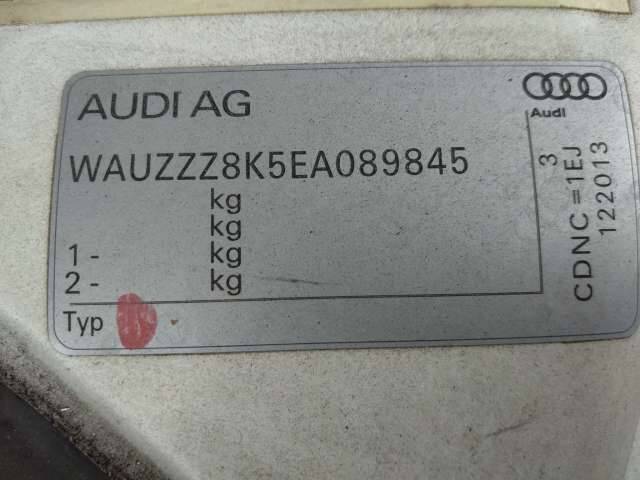 AUDI AG
Audi
WAUZZZ8K5EA089845
kg
kg
1 - kg
2 - kg
Typ
3
CDNC = 1EJ
122013